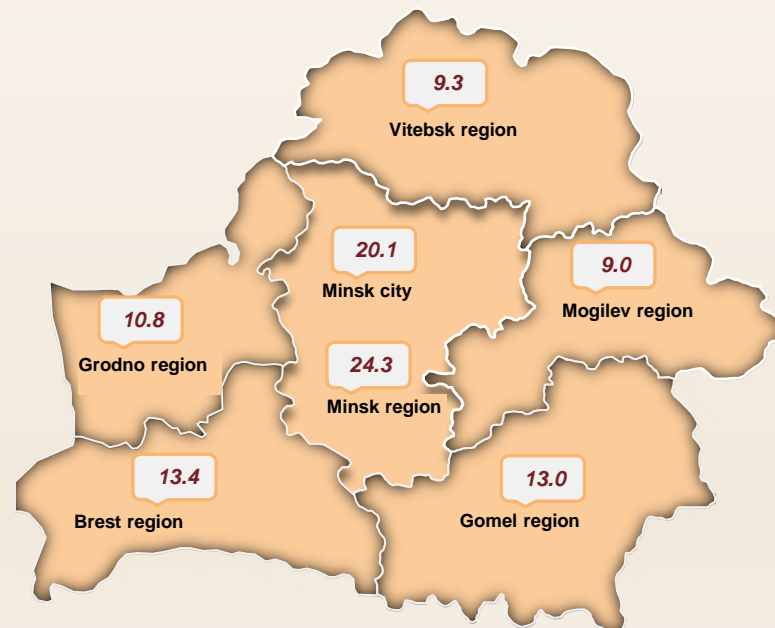 9.3
Vitebsk region
20.1
Minsk city
9.0
Mogilev region
10.8
Grodno region
24.3
Minsk region
13.4
Brest region
13.0
Gomel region